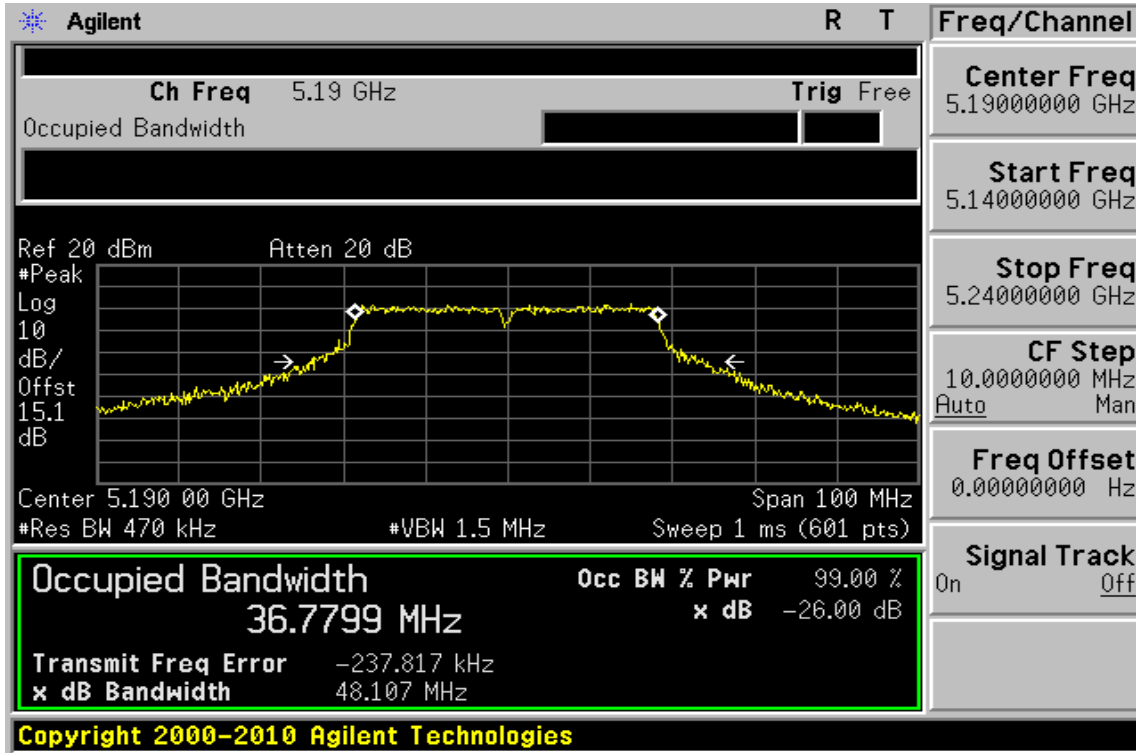 Agilent R T
Ch Freq 5.19 GHz Trig Free
Occupied Bandwidth
Ref 20 dBm Atten 20 dB
#Peak
Log
10
dB/
Offst
15.1
dB
Center 5.190 00 GHz Span 100 MHz
#Res BW 470 kHz #VBW 1.5 MHz Sweep 1 ms (601 pts)
Occupied Bandwidth Occ BW % Pwr 99.00 %
36.7799 MHz x dB -26.00 dB
Transmit Freq Error -237.817 kHz
x dB Bandwidth 48.107 MHz
Copyright 2000-2010 Agilent Technologies
Freq/Channel
Center Freq
5.19000000 GHz
Start Freq
5.14000000 GHz
Stop Freq
5.24000000 GHz
CF Step
10.0000000 MHz
Auto Man
Freq Offset
0.00000000 Hz
Signal Track
On Off